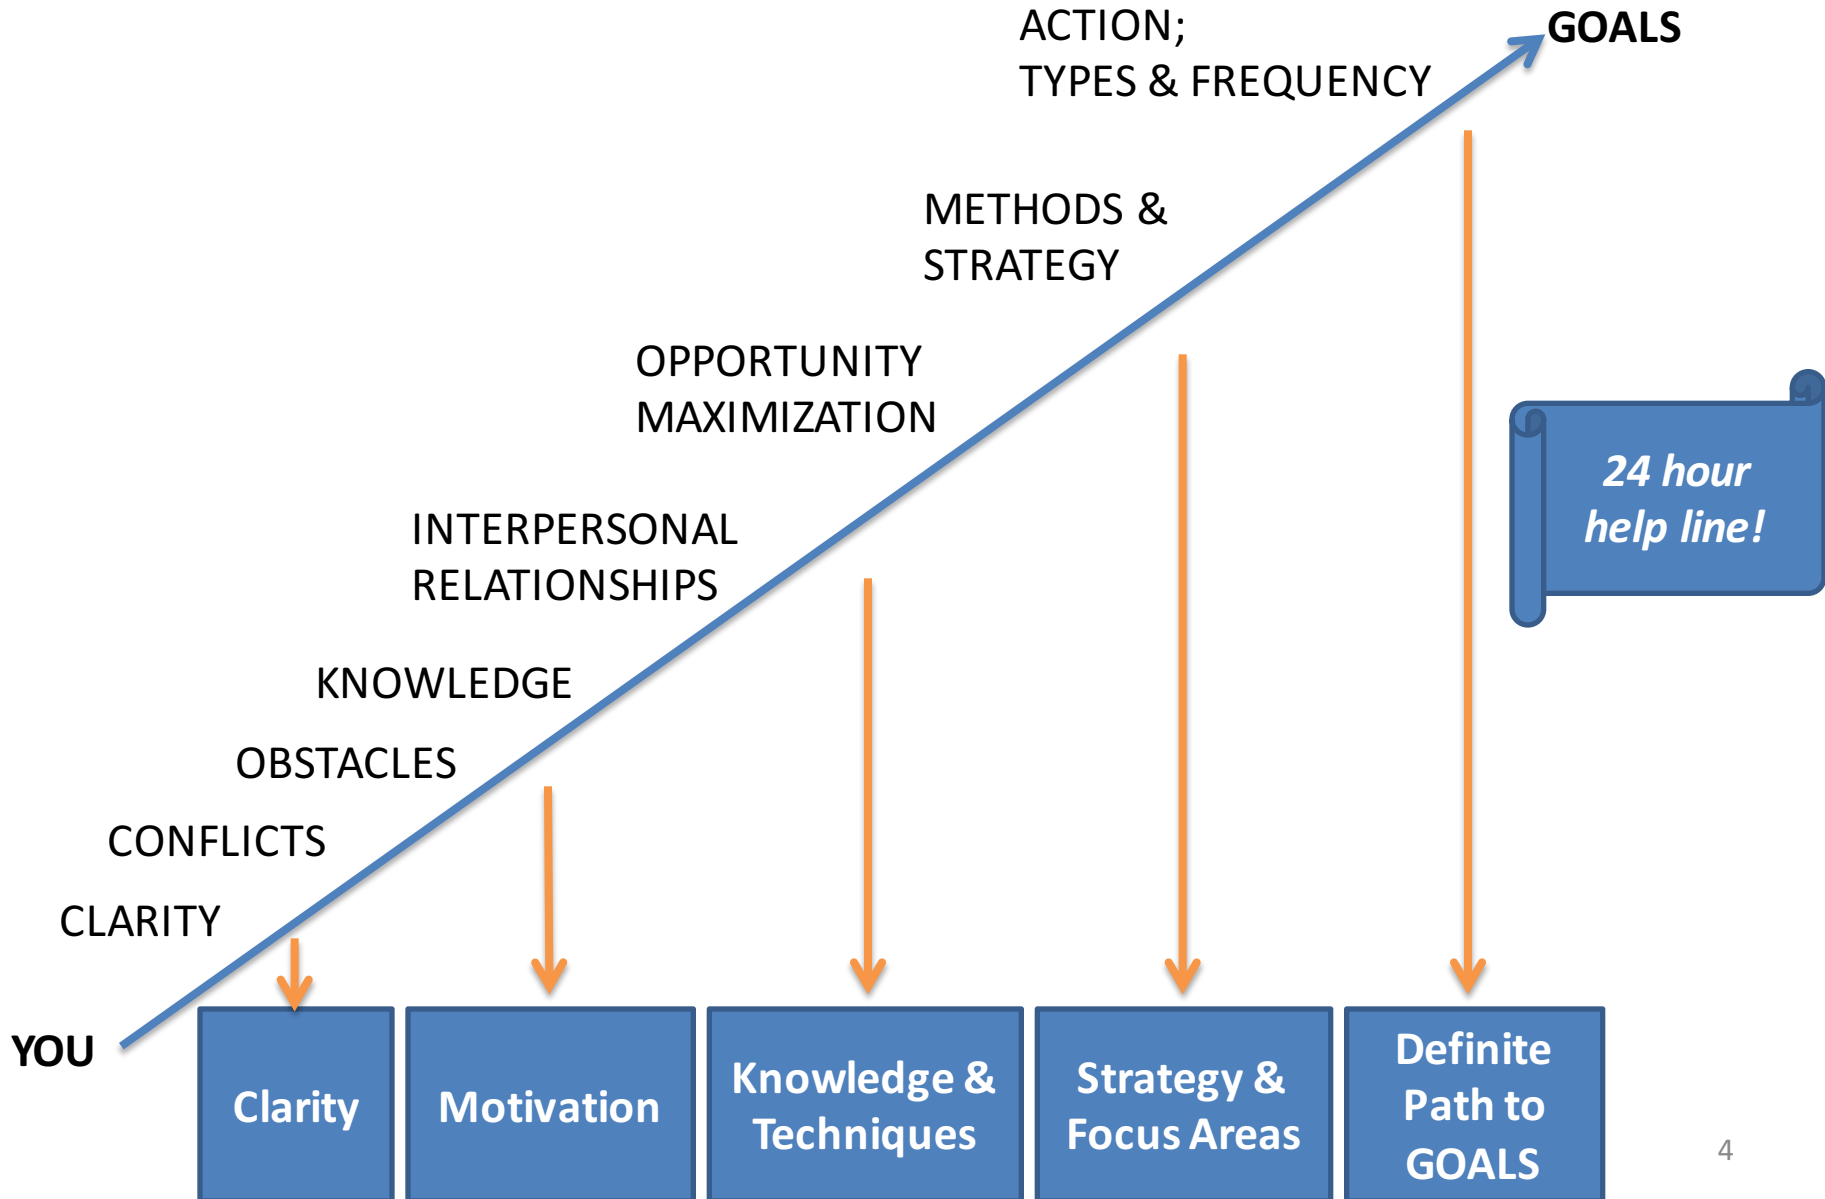 ACTION;
TYPES & FREQUENCY
GOALS
METHODS &
STRATEGY
OPPORTUNITY
MAXIMIZATION
24 hour
help line!
INTERPERSONAL
RELATIONSHIPS
KNOWLEDGE
OBSTACLES
CONFLICTS
CLARITY
YOU
Clarity
Motivation
Knowledge &
Techniques
Strategy &
Focus Areas
Definite
Path to
GOALS
4